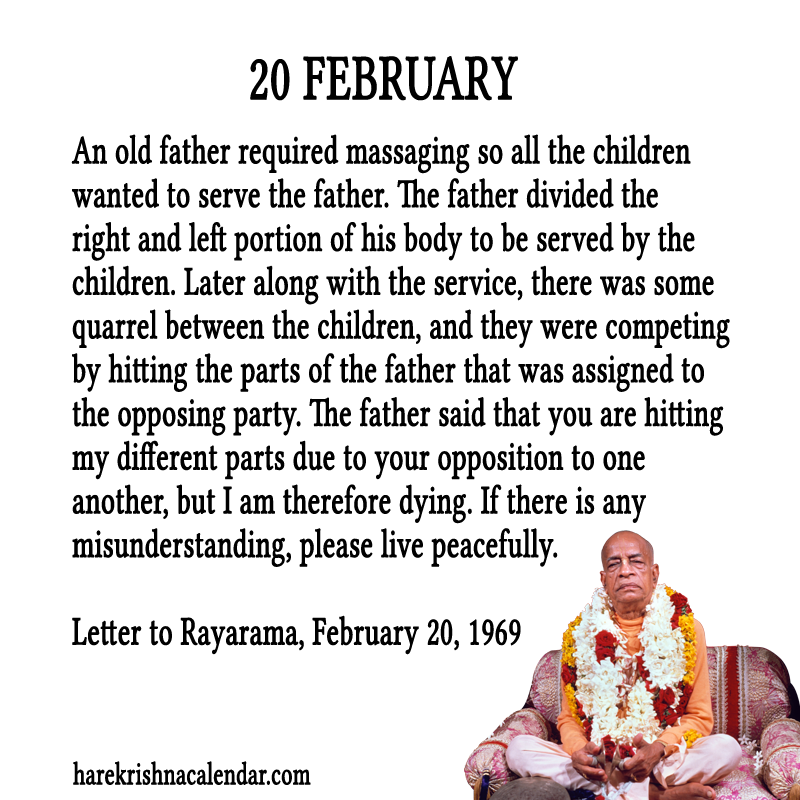 20 FEBRUARY
An old father required massaging so all the children
wanted to serve the father. The father divided the
right and left portion of his body to be served by the
children. Later along with the service, there was some
quarrel between the children, and they were competing
by hitting the parts of the father that was assigned to
the opposing party. The father said that you are hitting
my different parts due to your opposition to one
another, but I am therefore dying. If there is any
misunderstanding, please live peacefully.
Letter to Rayarama, February 20, 1969
harekrishnacalendar.com